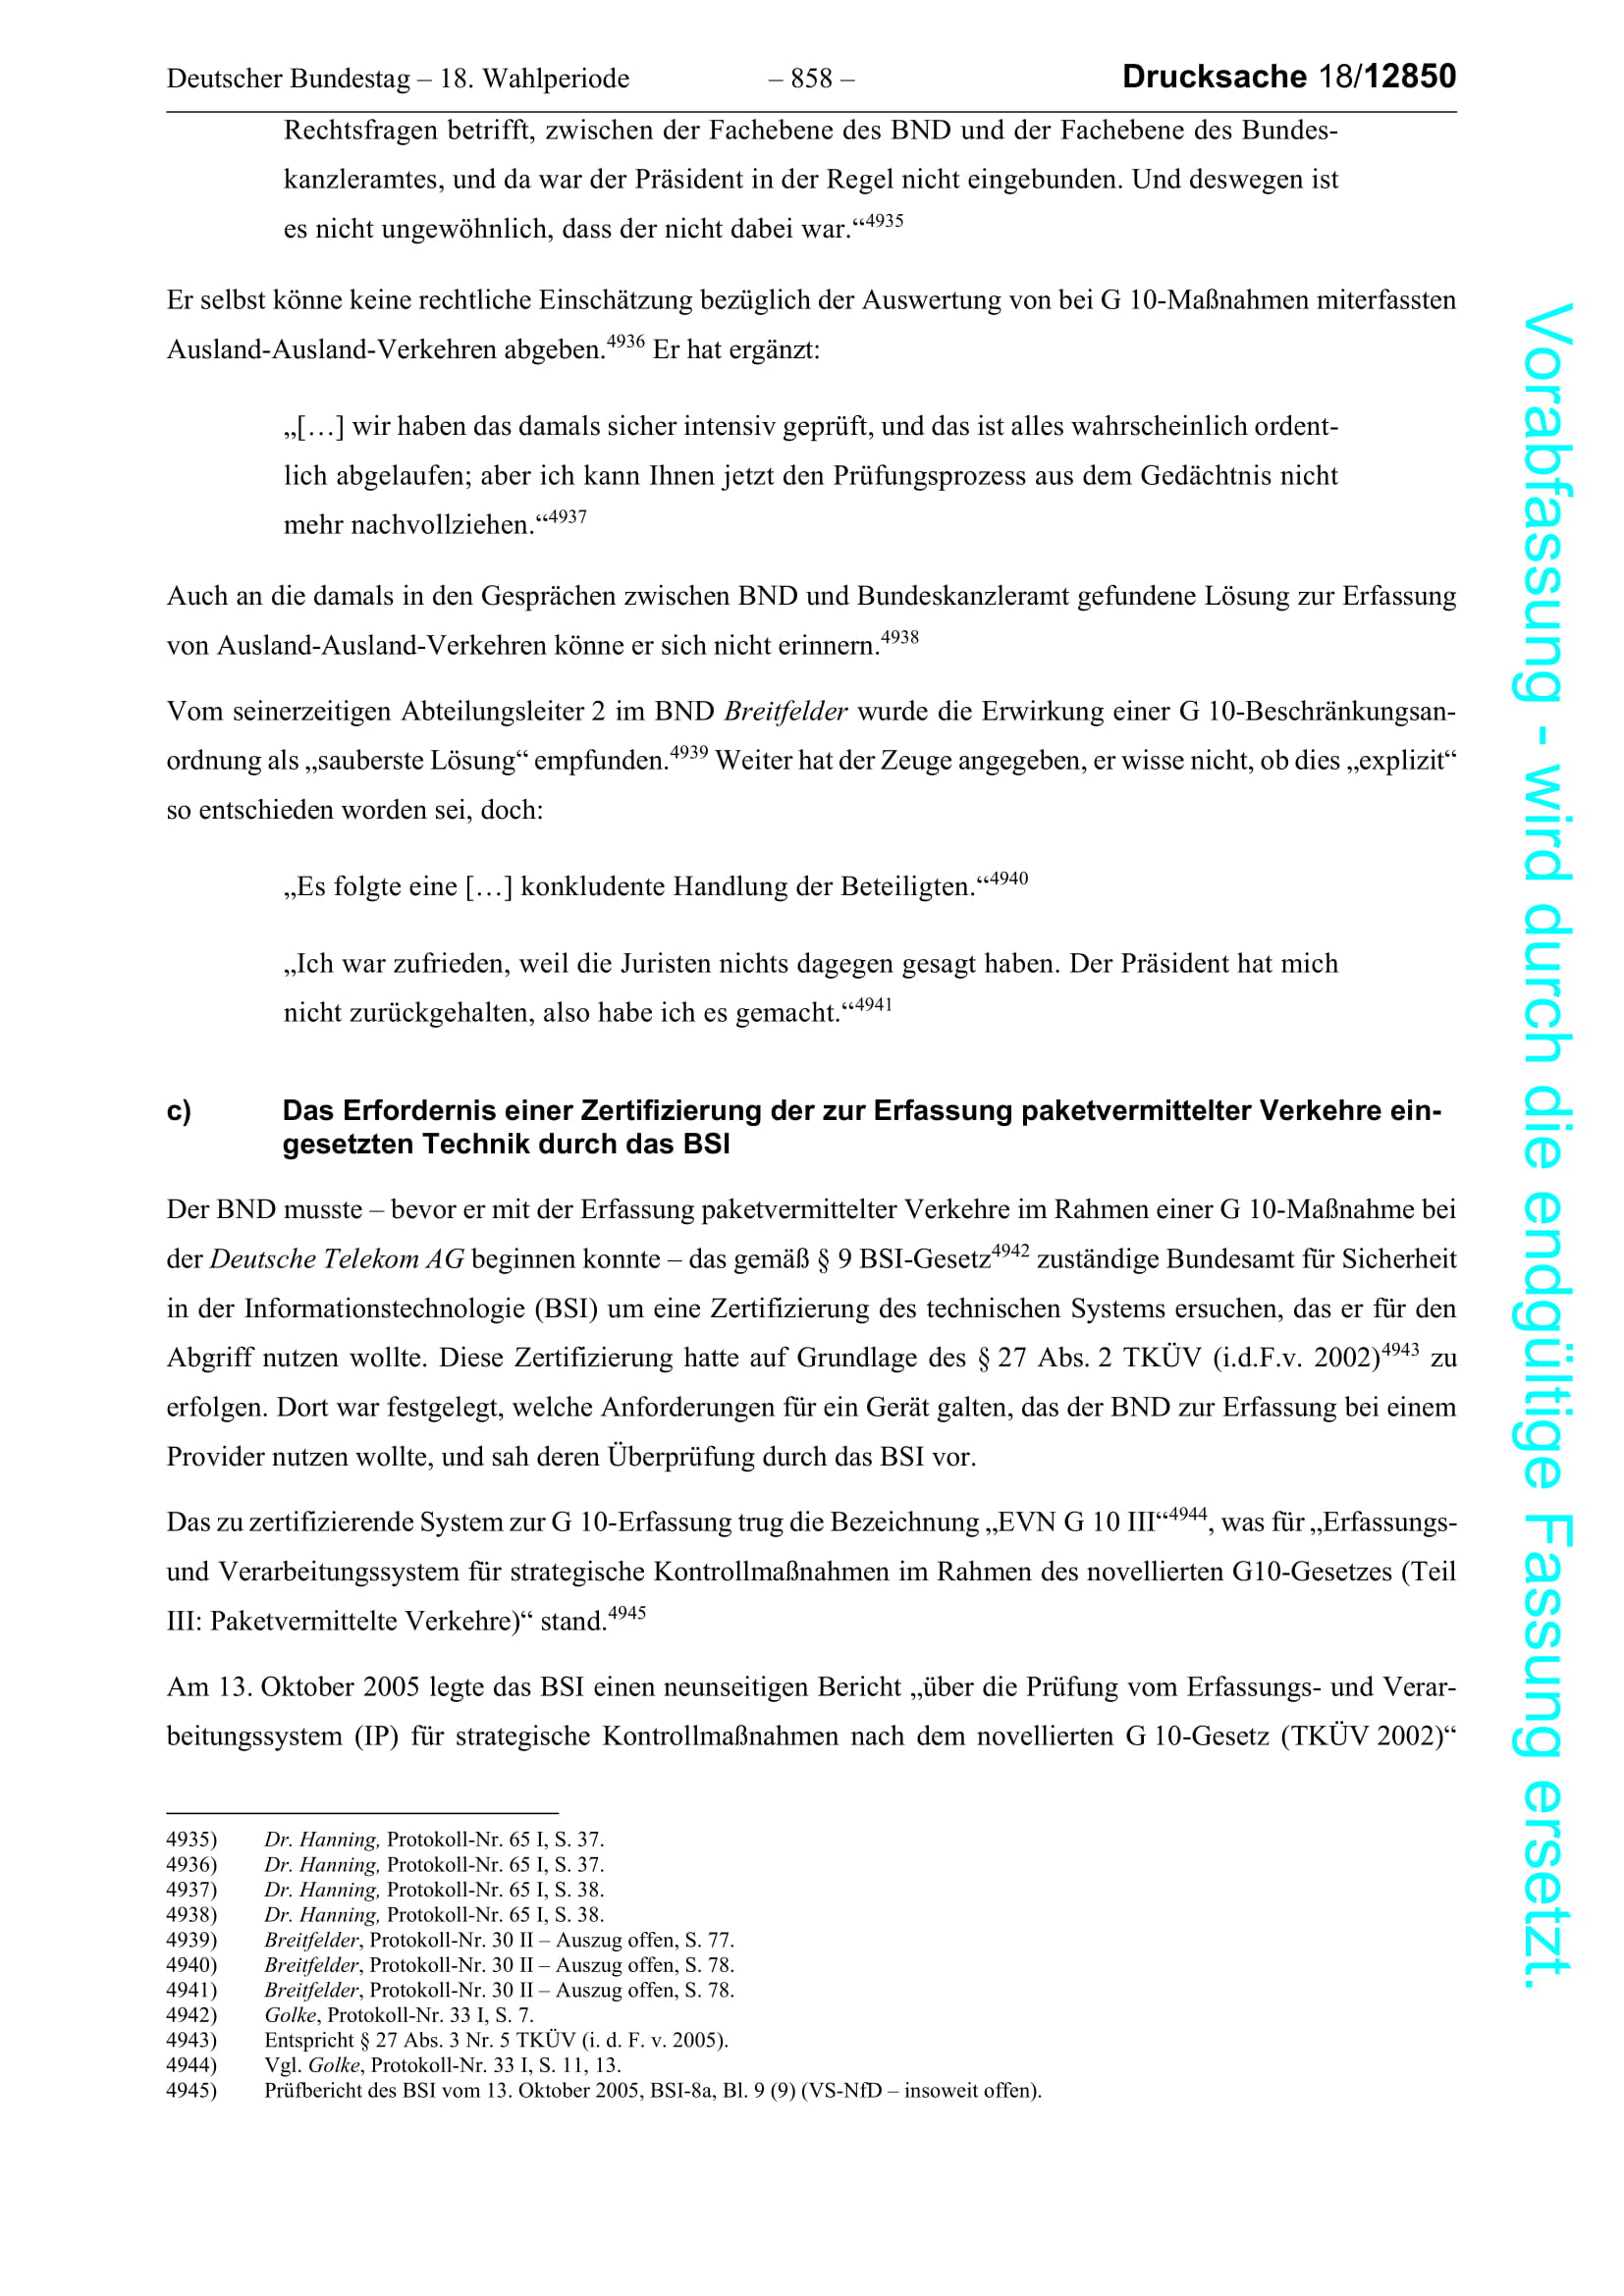 Deutscher Bundestag – 18. Wahlperiode – 858 – Drucksache 18/12850
Rechtsfragen betrifft, zwischen der Fachebene des BND und der Fachebene des Bundes-
kanzleramtes, und da war der Präsident in der Regel nicht eingebunden. Und deswegen ist
es nicht ungewöhnlich, dass der nicht dabei war.“4935
Er selbst könne keine rechtliche Einschätzung bezüglich der Auswertung von bei G 10-Maßnahmen miterfassten
Ausland-Ausland-Verkehren abgeben.4936 Er hat ergänzt:
„[…] wir haben das damals sicher intensiv geprüft, und das ist alles wahrscheinlich ordent-
lich abgelaufen; aber ich kann Ihnen jetzt den Prüfungsprozess aus dem Gedächtnis nicht
mehr nachvollziehen.“4937
Auch an die damals in den Gesprächen zwischen BND und Bundeskanzleramt gefundene Lösung zur Erfassung
von Ausland-Ausland-Verkehren könne er sich nicht erinnern.4938
Vom seinerzeitigen Abteilungsleiter 2 im BND Breitfelder wurde die Erwirkung einer G 10-Beschränkungsan-
ordnung als „sauberste Lösung“ empfunden.4939 Weiter hat der Zeuge angegeben, er wisse nicht, ob dies „explizit“
so entschieden worden sei, doch:
„Es folgte eine […] konkludente Handlung der Beteiligten.“4940
„Ich war zufrieden, weil die Juristen nichts dagegen gesagt haben. Der Präsident hat mich
nicht zurückgehalten, also habe ich es gemacht.“4941
c) Das Erfordernis einer Zertifizierung der zur Erfassung paketvermittelter Verkehre ein-
gesetzten Technik durch das BSI
Der BND musste – bevor er mit der Erfassung paketvermittelter Verkehre im Rahmen einer G 10-Maßnahme bei
der Deutsche Telekom AG beginnen konnte – das gemäß § 9 BSI-Gesetz4942 zuständige Bundesamt für Sicherheit
in der Informationstechnologie (BSI) um eine Zertifizierung des technischen Systems ersuchen, das er für den
Abgriff nutzen wollte. Diese Zertifizierung hatte auf Grundlage des § 27 Abs. 2 TKÜV (i.d.F.v. 2002)4943 zu
erfolgen. Dort war festgelegt, welche Anforderungen für ein Gerät galten, das der BND zur Erfassung bei einem
Provider nutzen wollte, und sah deren Überprüfung durch das BSI vor.
Das zu zertifizierende System zur G 10-Erfassung trug die Bezeichnung „EVN G 10 III“4944, was für „Erfassungs-
und Verarbeitungssystem für strategische Kontrollmaßnahmen im Rahmen des novellierten G10-Gesetzes (Teil
III: Paketvermittelte Verkehre)“ stand.4945
Am 13. Oktober 2005 legte das BSI einen neunseitigen Bericht „über die Prüfung vom Erfassungs- und Verar-
beitungssystem (IP) für strategische Kontrollmaßnahmen nach dem novellierten G 10-Gesetz (TKÜV 2002)“
4935) Dr. Hanning, Protokoll-Nr. 65 I, S. 37.
4936) Dr. Hanning, Protokoll-Nr. 65 I, S. 37.
4937) Dr. Hanning, Protokoll-Nr. 65 I, S. 38.
4938) Dr. Hanning, Protokoll-Nr. 65 I, S. 38.
4939) Breitfelder, Protokoll-Nr. 30 II – Auszug offen, S. 77.
4940) Breitfelder, Protokoll-Nr. 30 II – Auszug offen, S. 78.
4941) Breitfelder, Protokoll-Nr. 30 II – Auszug offen, S. 78.
4942) Golke, Protokoll-Nr. 33 I, S. 7.
4943) Entspricht § 27 Abs. 3 Nr. 5 TKÜV (i. d. F. v. 2005).
4944) Vgl. Golke, Protokoll-Nr. 33 I, S. 11, 13.
4945) Prüfbericht des BSI vom 13. Oktober 2005, BSI-8a, Bl. 9 (9) (VS-NfD – insoweit offen).
Vorabfassung - wird durch die endgültige Fassung ersetzt.